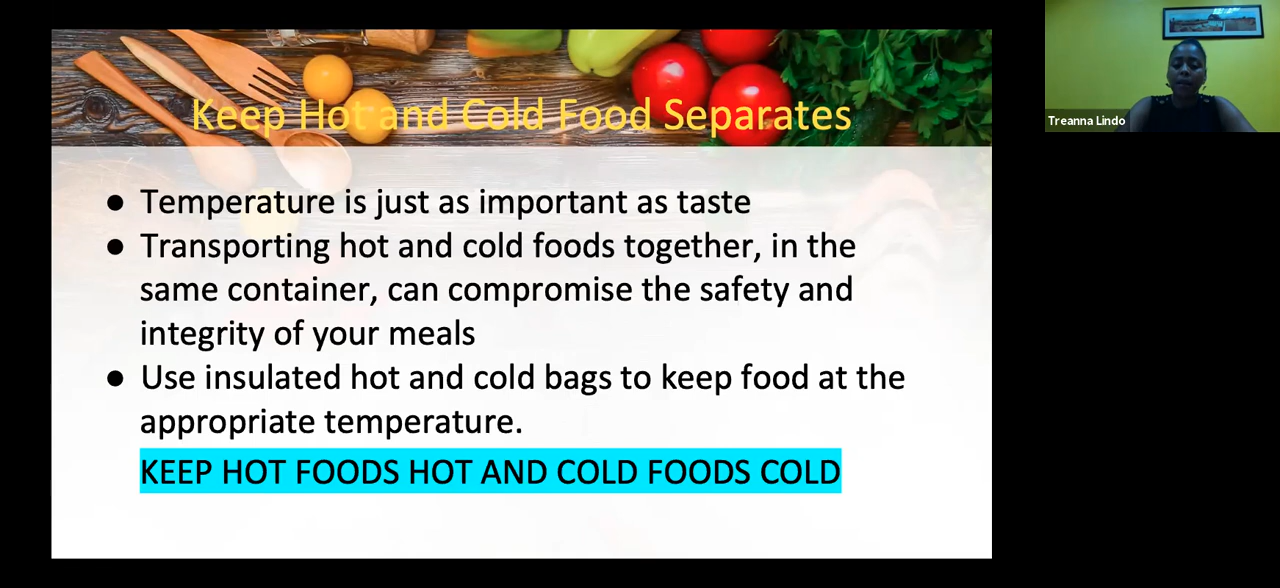 Keep Hot and Cold Food Separates
● Temperature is just as important as taste
● Transporting hot and cold foods together, in the
same container, can compromise the safety and
integrity of your meals
● Use insulated hot and cold bags to keep food at the
appropriate temperature.
KEEP HOT FOODS HOT AND COLD FOODS COLD
Treanna Lindo